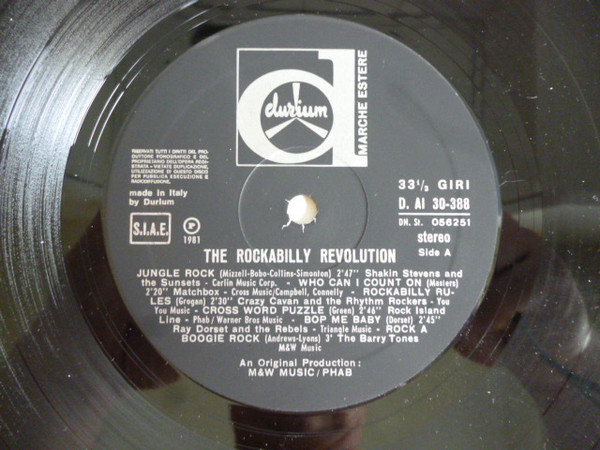 durium
MARCHE ESTERE
RISERVATI TUTTI I DIRITTI DEL PRO-
DUTTORE FONOGRAFICO E DEL
PROPRIETARIO DELL'OPERA REGI-
STRATA - VIETATE DUPLICAZIONE,
UTILIZZAZIONE DI QUESTO DISCO
PER PUBBLICA ESECUZIONE E
RADIODIFFUSIONE.
made in Italy
by Durium
S.I.A.E.
℗
1981
33 1/3 GIRI
D. AI 30-388
DN. St. 056251
stereo
Side A
THE ROCKABILLY REVOLUTION
JUNGLE ROCK (Mizzell-Bobo-Colline-Simonton) 2'47" Shakin Stevens and
the Sunsets - Carlin Music Corp. - WHO CAN I COUNT ON (Masters)
2'20" Matchbox - Cross Music/Campbell, Connelly - ROCKABILLY RU-
LES (Grogan) 2'30" Crazy Cavan and the Rhythm Rockers - You
You Music - CROSS WORD PUZZLE (Green) 2'46" Rock Island
Line - Phab/Warner Bros Music - BOP ME BABY (Dorset) 2'45"
Ray Dorset and the Rebels - Triangle Music - ROCK A
BOOGIE ROCK (Andrews-Lyons) 3' The Barry Tones
M&W Music
An Original Production:
M&W MUSIC/PHAB